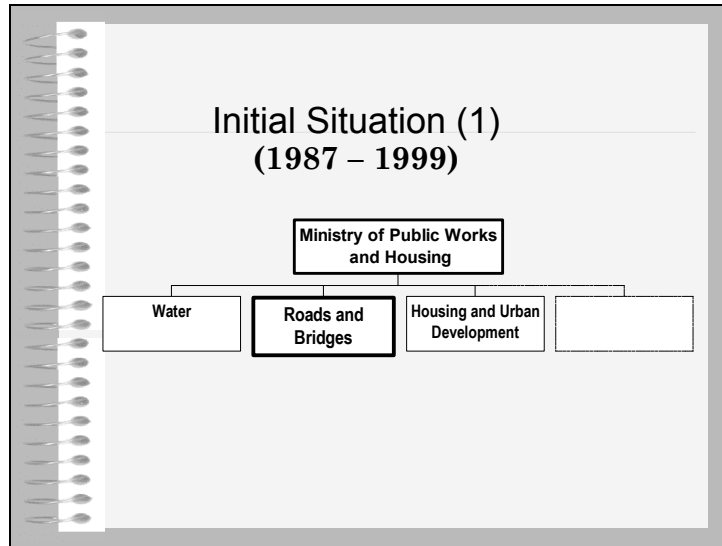 Initial Situation (1)
(1987 – 1999)
Ministry of Public Works
and Housing
Water
Roads and
Bridges
Housing and Urban
Development